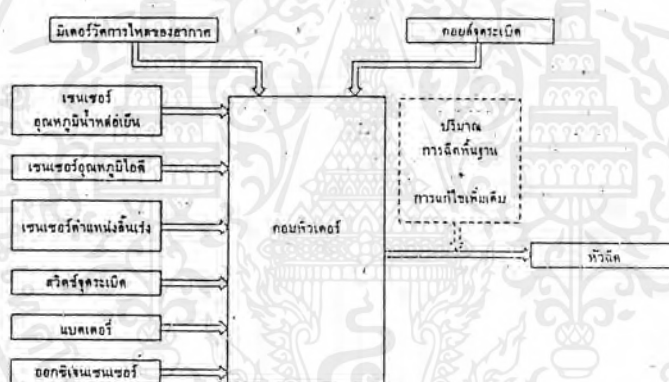 มิเตอร์วัดการไหลของอากาศ
คอยล์จุดระเบิด
เซนเซอร์
อุณหภูมิน้ำหล่อเย็น
เซนเซอร์อุณหภูมิไอดี
เซนเซอร์ตำแหน่งลิ้นเร่ง
สวิตช์จุดระเบิด
แบตเตอรี่
ออกซิเจนเซนเซอร์
คอมพิวเตอร์
ปริมาณ
การฉีดพื้นฐาน
+
การแก้ไขเพิ่มเติม
หัวฉีด